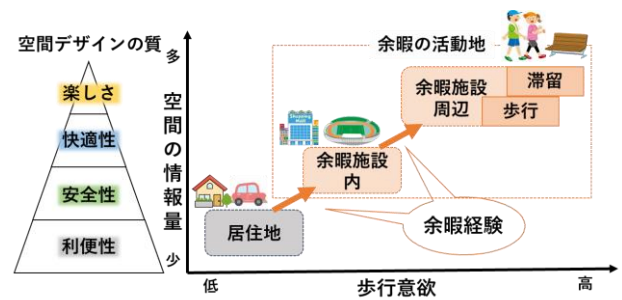 空間デザインの質
楽しさ
快適性
安全性
利便性
多
空間の情報量
少
余暇の活動地
余暇施設
周辺
滞留
歩行
Shopping
Mall
余暇施設
内
余暇経験
居住地
低
歩行意欲
高